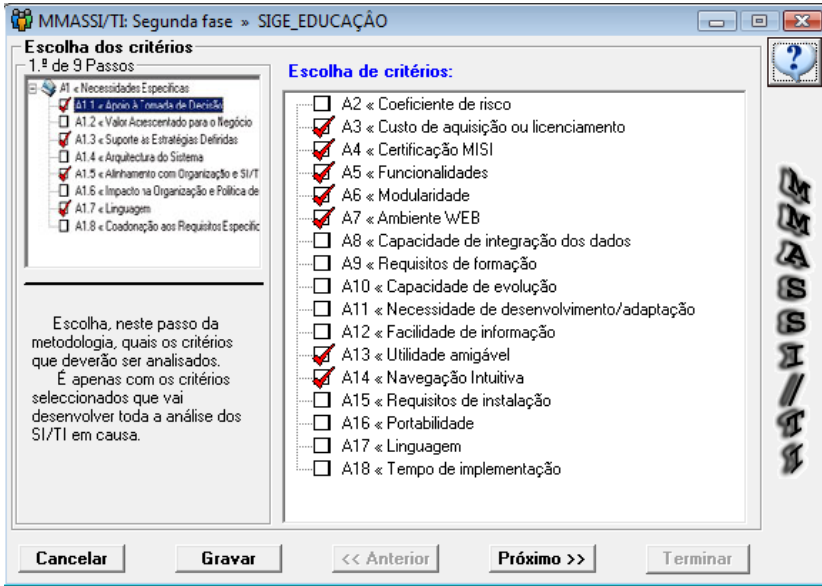 MMASSI/TI: Segunda fase » SIGE_EDUCAÇÂO
Escolha dos critérios
1.º de 9 Passos
A1 « Necessidades Especificas
A1.1 « Apoio à Tomada de Decisão
A1.2 « Valor Acrescentado para o Negócio
A1.3 « Suporte às Estratégias Definidas
A1.4 « Arquitectura do Sistema
A1.5 « Alinhamento com Organização e SI/T
A1.6 « Impacto na Organização e Politica de
A1.7 « Linguagem
A1.8 « Coadonação aos Requisitos Especific
Escolha, neste passo da
metodologia, quais os critérios
que deverão ser analisados.
É apenas com os critérios
seleccionados que vai
desenvolver toda a análise dos
SI/TI em causa.
Escolha de critérios:
A2 « Coeficiente de risco
A3 « Custo de aquisição ou licenciamento
A4 « Certificação MISI
A5 « Funcionalidades
A6 « Modularidade
A7 « Ambiente WEB
A8 « Capacidade de integração dos dados
A9 « Requisitos de formação
A10 « Capacidade de evolução
A11 « Necessidade de desenvolvimento/adaptação
A12 « Facilidade de informação
A13 « Utilidade amigável
A14 « Navegação Intuitiva
A15 « Requisitos de instalação
A16 « Portabilidade
A17 « Linguagem
A18 « Tempo de implementação
?
MMASSI//TI
Cancelar
Gravar
<< Anterior
Próximo >>
Terminar